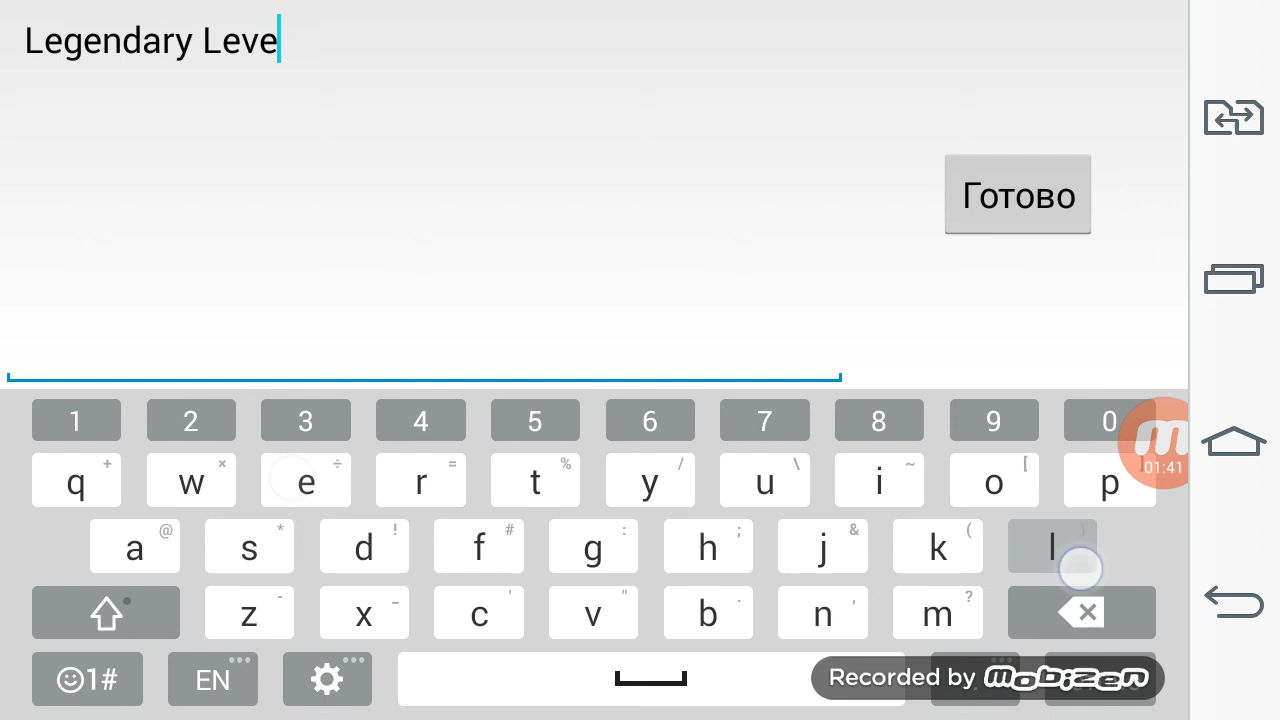 Legendary Leve
Готово
1 2 3 4 5 6 7 8 9 0
q + w × e ÷ r = t % y / u \ i ~ o [ p
a @ s * d ! f # g : h ; j & k ( l )
z - x _ c ' v " b . n , m ?
1# EN
01:41
Recorded by mobizen